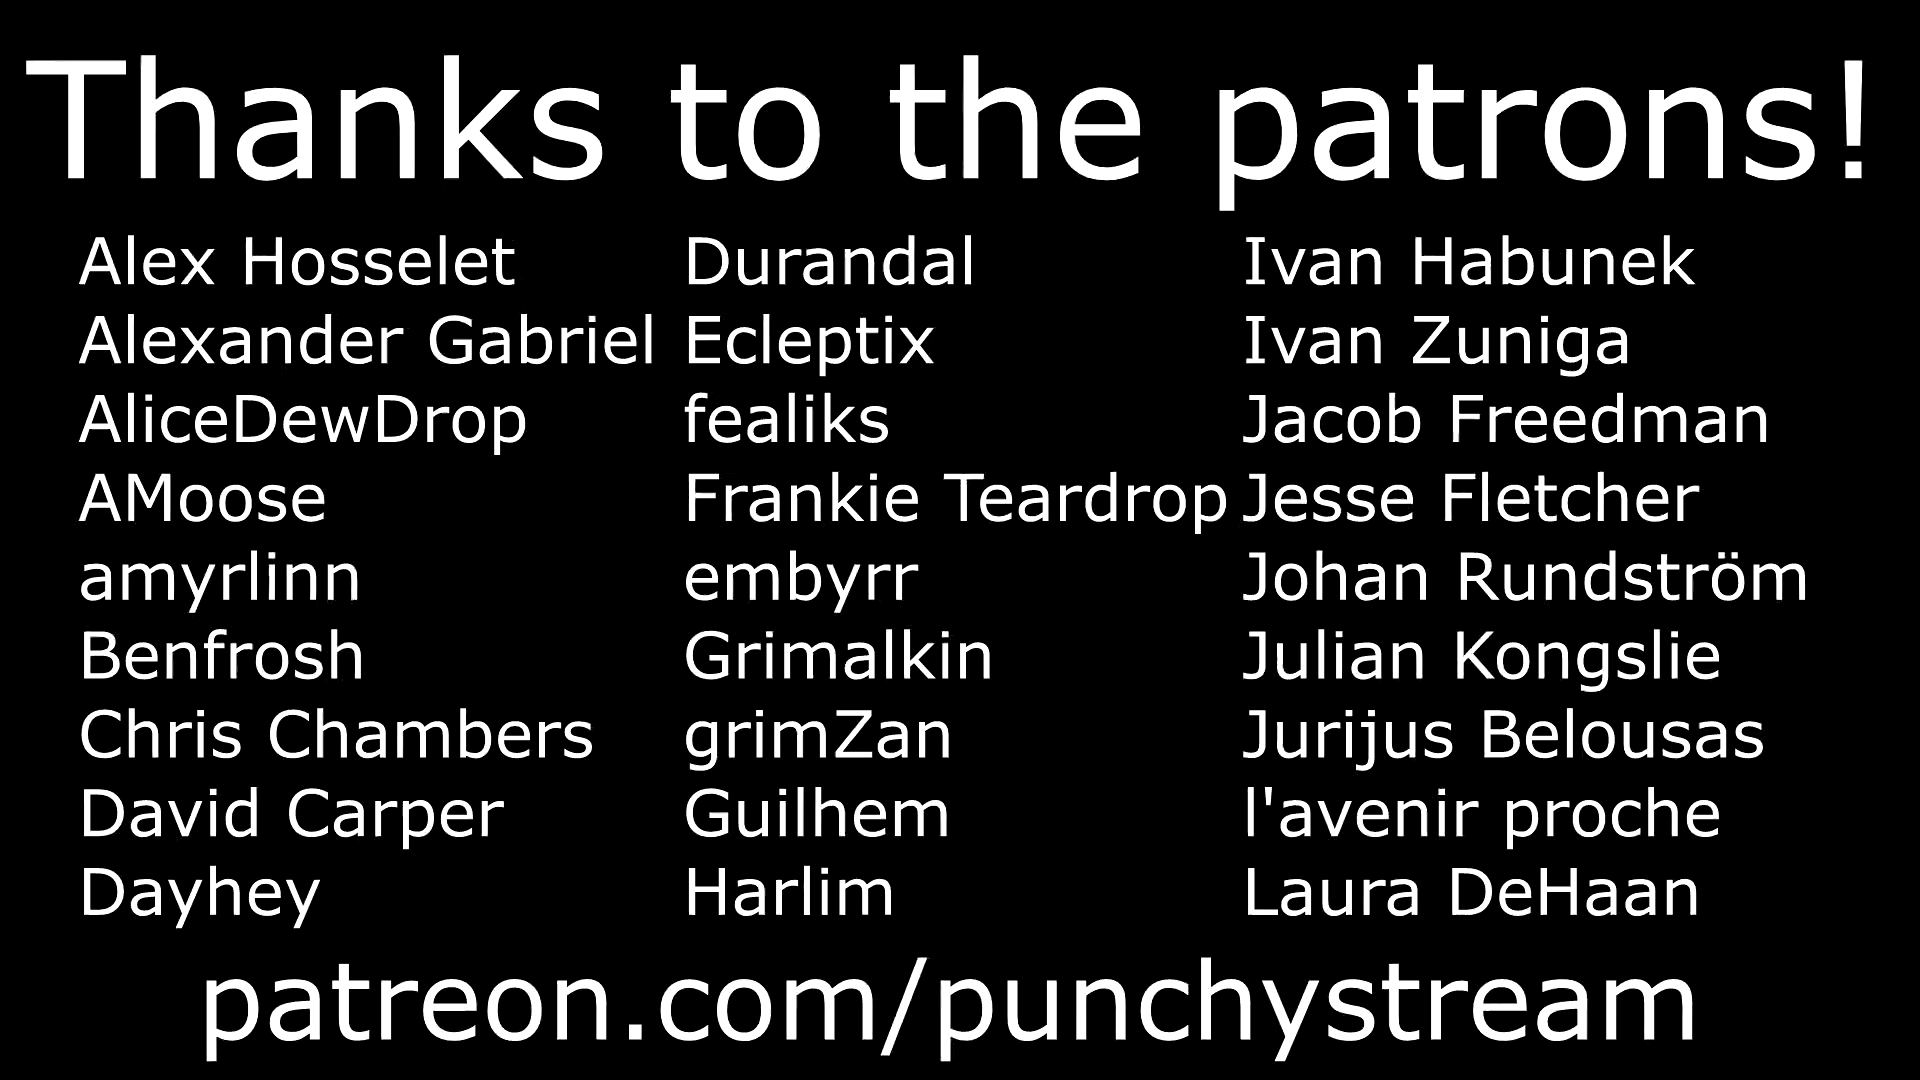 Thanks to the patrons!
Alex Hosselet
Alexander Gabriel
AliceDewDrop
AMoose
amyrlinn
Benfrosh
Chris Chambers
David Carper
Dayhey
Durandal
Ecleptix
fealiks
Frankie Teardrop
embyrr
Grimalkin
grimZan
Guilhem
Harlim
Ivan Habunek
Ivan Zuniga
Jacob Freedman
Jesse Fletcher
Johan Rundström
Julian Kongslie
Jurijus Belousas
l'avenir proche
Laura DeHaan
patreon.com/punchystream